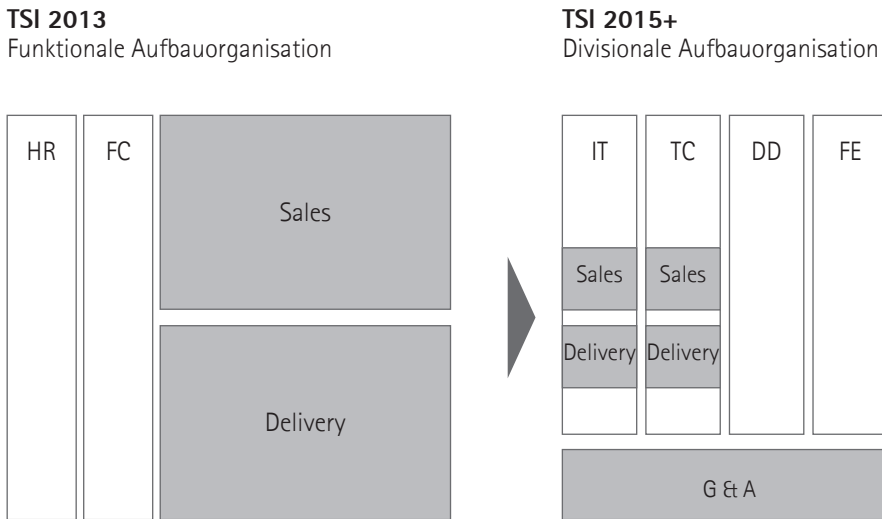 TSI 2013
Funktionale Aufbauorganisation
HR
FC
Sales
Delivery
TSI 2015+
Divisionale Aufbauorganisation
IT
TC
DD
FE
Sales
Sales
Delivery
Delivery
G & A